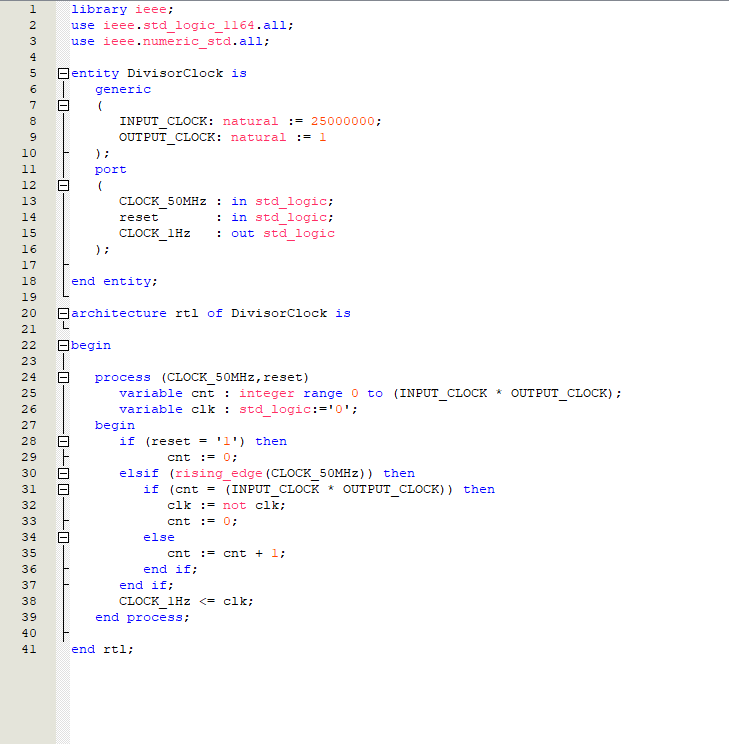 1 library ieee;
2 use ieee.std_logic_1164.all;
3 use ieee.numeric_std.all;
4
5 entity DivisorClock is
6 generic
7 (
8 INPUT_CLOCK: natural := 25000000;
9 OUTPUT_CLOCK: natural := 1
10 );
11 port
12 (
13 CLOCK_50MHz : in std_logic;
14 reset : in std_logic;
15 CLOCK_1Hz : out std_logic
16 );
17
18 end entity;
19
20 architecture rtl of DivisorClock is
21
22 begin
23
24 process (CLOCK_50MHz,reset)
25 variable cnt : integer range 0 to (INPUT_CLOCK * OUTPUT_CLOCK);
26 variable clk : std_logic:='0';
27 begin
28 if (reset = '1') then
29 cnt := 0;
30 elsif (rising_edge(CLOCK_50MHz)) then
31 if (cnt = (INPUT_CLOCK * OUTPUT_CLOCK)) then
32 clk := not clk;
33 cnt := 0;
34 else
35 cnt := cnt + 1;
36 end if;
37 end if;
38 CLOCK_1Hz <= clk;
39 end process;
40
41 end rtl;